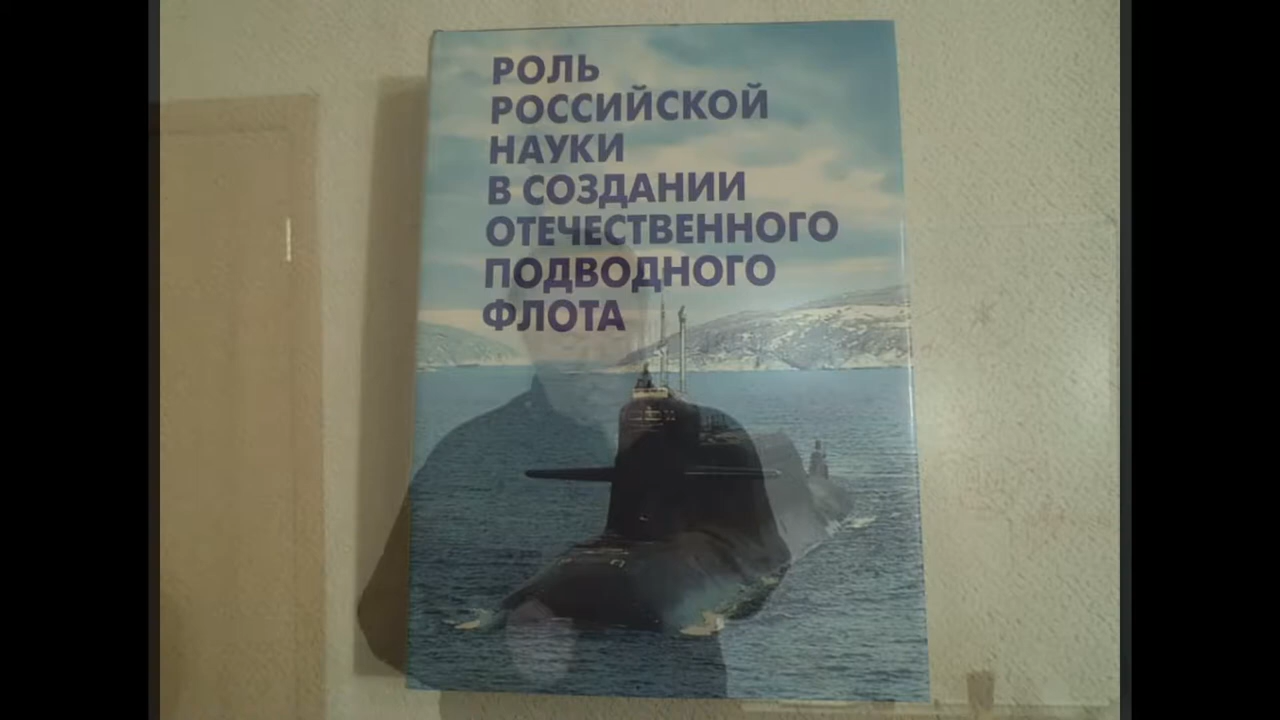 РОЛЬ
РОССИЙСКОЙ
НАУКИ
В СОЗДАНИИ
ОТЕЧЕСТВЕННОГО
ПОДВОДНОГО
ФЛОТА